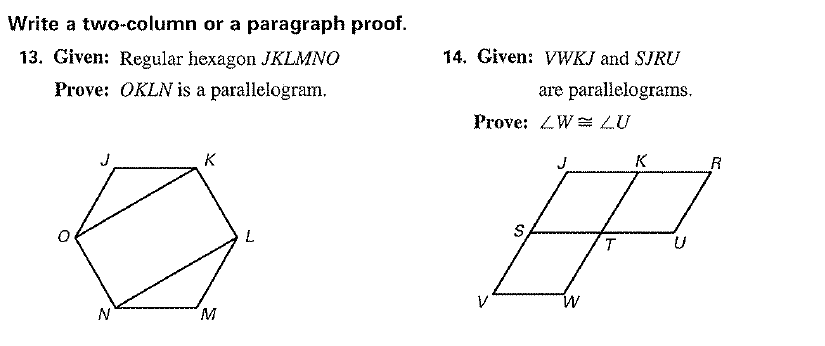 Write a two-column or a paragraph proof.
13. Given: Regular hexagon JKLMNO
Prove: OKLN is a parallelogram.
14. Given: VWKJ and SJRU
are parallelograms.
Prove: ∠W ≅ ∠U
J K
O L
N M
J K R
S T U
V W